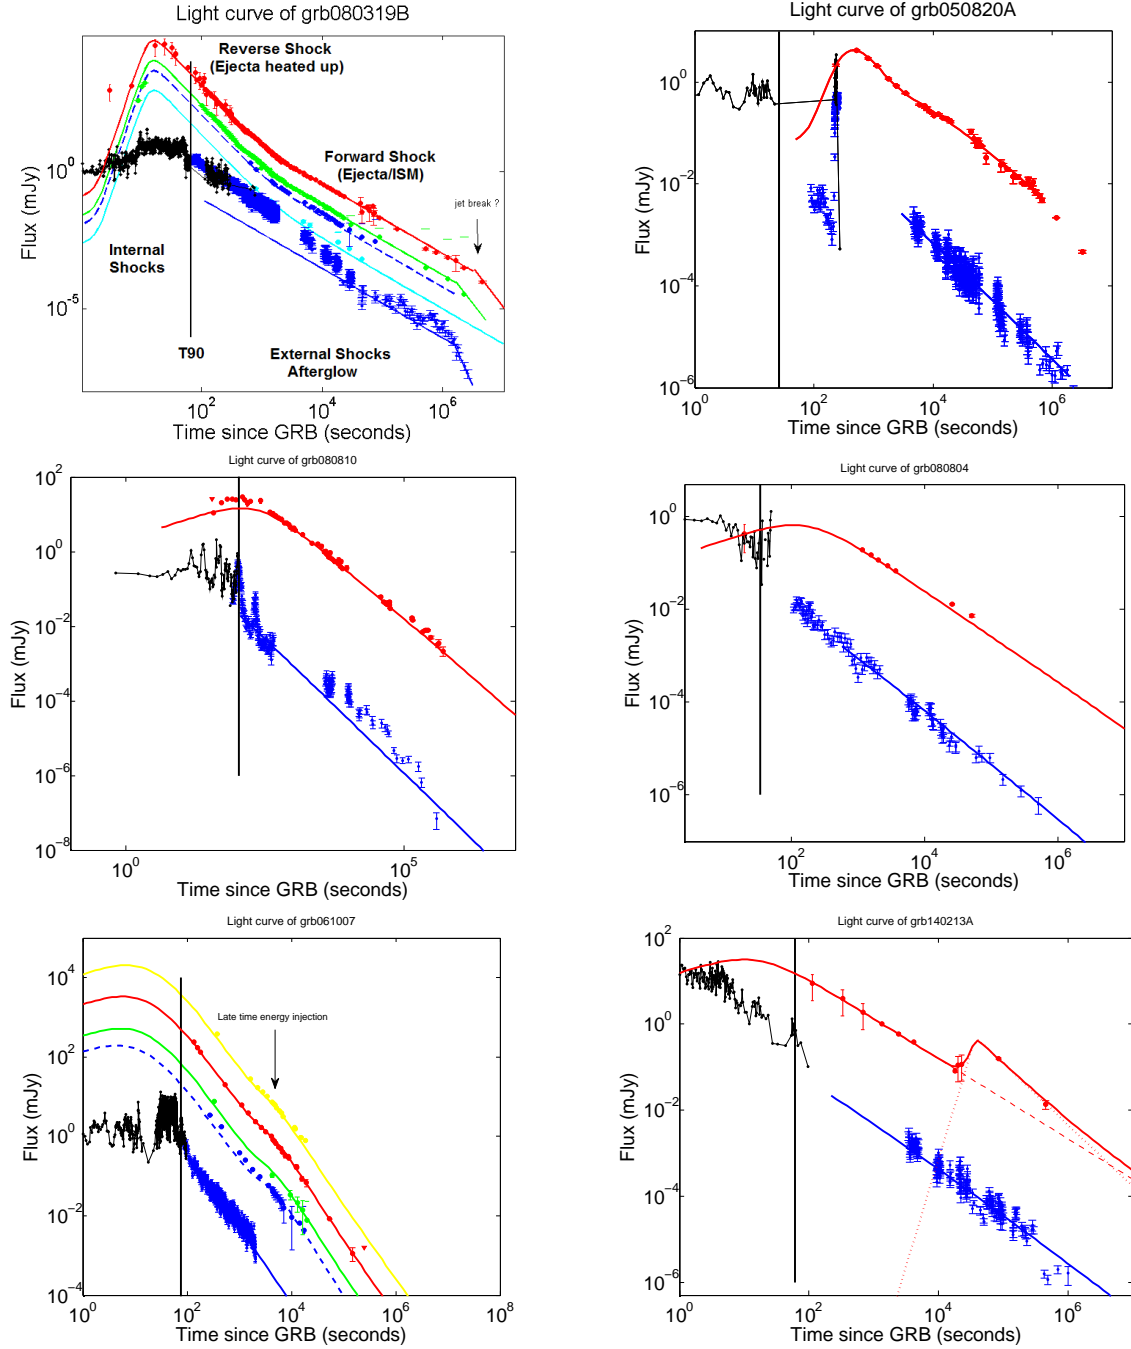 Light curve of grb080319B
Reverse Shock
(Ejecta heated up)
Forward Shock
(Ejecta/ISM)
jet break ?
Internal
Shocks
T90
External Shocks
Afterglow
10^0
10^−5
Flux (mJy)
10^2
10^4
10^6
Time since GRB (seconds)
Light curve of grb050820A
10^0
10^−2
10^−4
10^−6
Flux (mJy)
10^0
10^2
10^4
10^6
Time since GRB (seconds)
Light curve of grb080810
10^2
10^0
10^−2
10^−4
10^−6
10^−8
Flux (mJy)
10^0
10^5
Time since GRB (seconds)
Light curve of grb080804
10^0
10^−2
10^−4
10^−6
Flux (mJy)
10^2
10^4
10^6
Time since GRB (seconds)
Light curve of grb061007
Late time energy injection
10^4
10^2
10^0
10^−2
10^−4
Flux (mJy)
10^0
10^2
10^4
10^6
10^8
Time since GRB (seconds)
Light curve of grb140213A
10^2
10^0
10^−2
10^−4
10^−6
Flux (mJy)
10^0
10^2
10^4
10^6
Time since GRB (seconds)